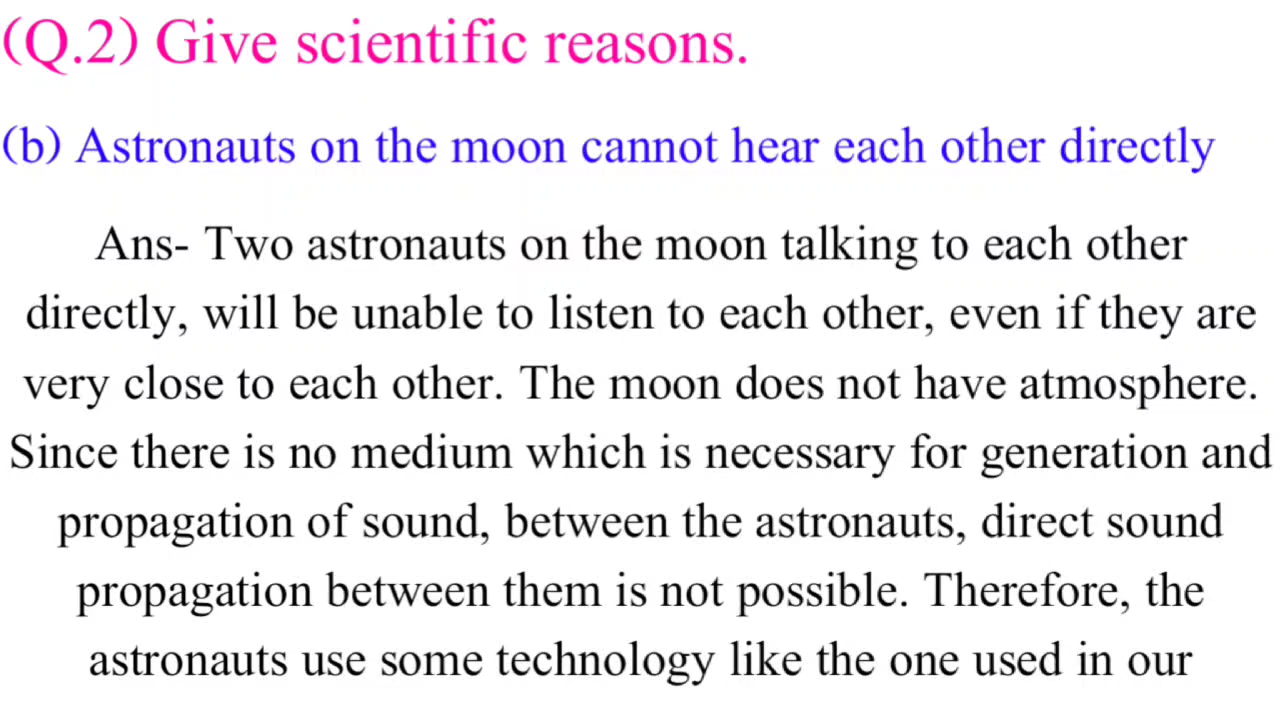 (Q.2) Give scientific reasons.
(b) Astronauts on the moon cannot hear each other directly
Ans- Two astronauts on the moon talking to each other
directly, will be unable to listen to each other, even if they are
very close to each other. The moon does not have atmosphere.
Since there is no medium which is necessary for generation and
propagation of sound, between the astronauts, direct sound
propagation between them is not possible. Therefore, the
astronauts use some technology like the one used in our